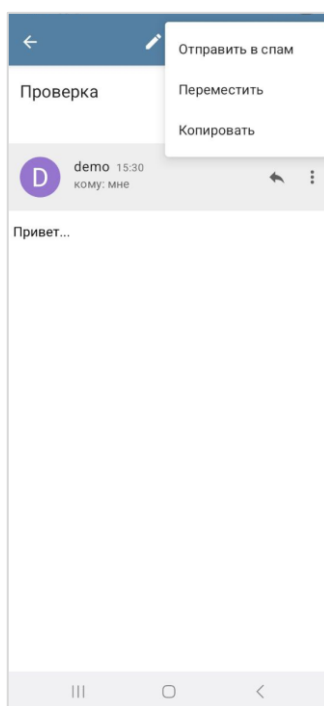 Отправить в спам
Переместить
Копировать
Проверка
D
demo 15:30
кому: мне
Привет...